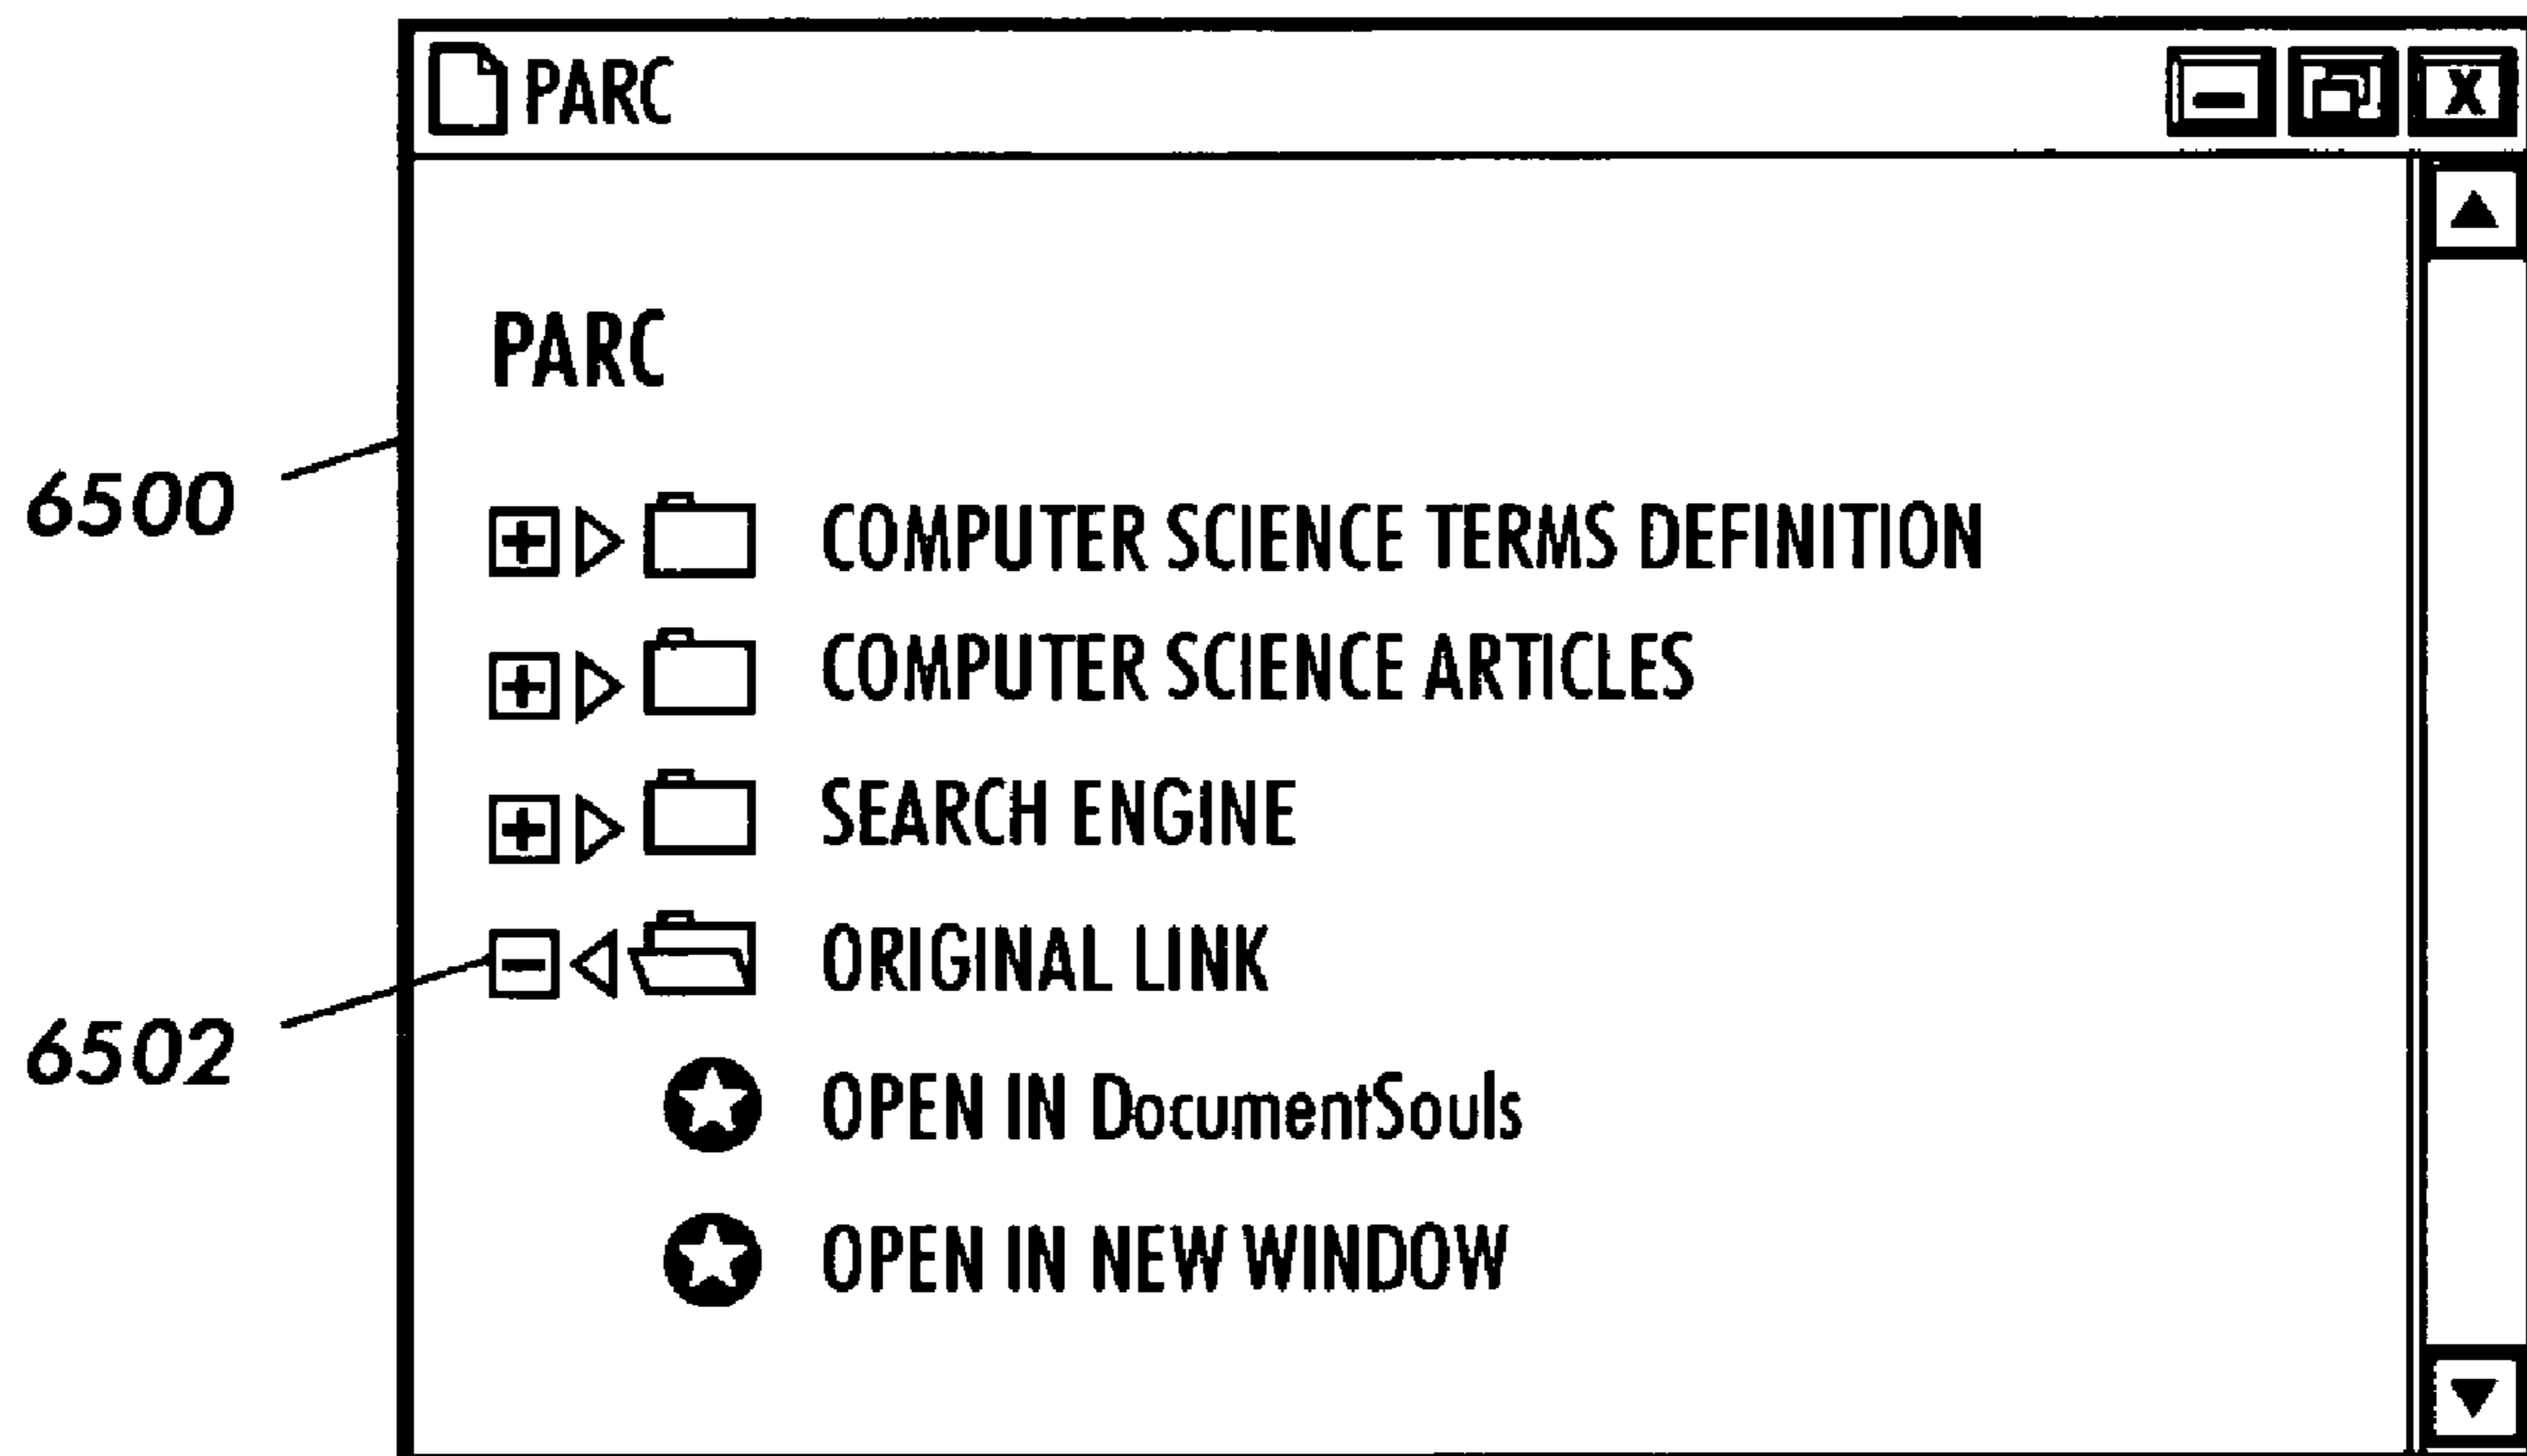 PARC
X
PARC
6500
COMPUTER SCIENCE TERMS DEFINITION
COMPUTER SCIENCE ARTICLES
SEARCH ENGINE
ORIGINAL LINK
6502
OPEN IN DocumentSouls
OPEN IN NEW WINDOW